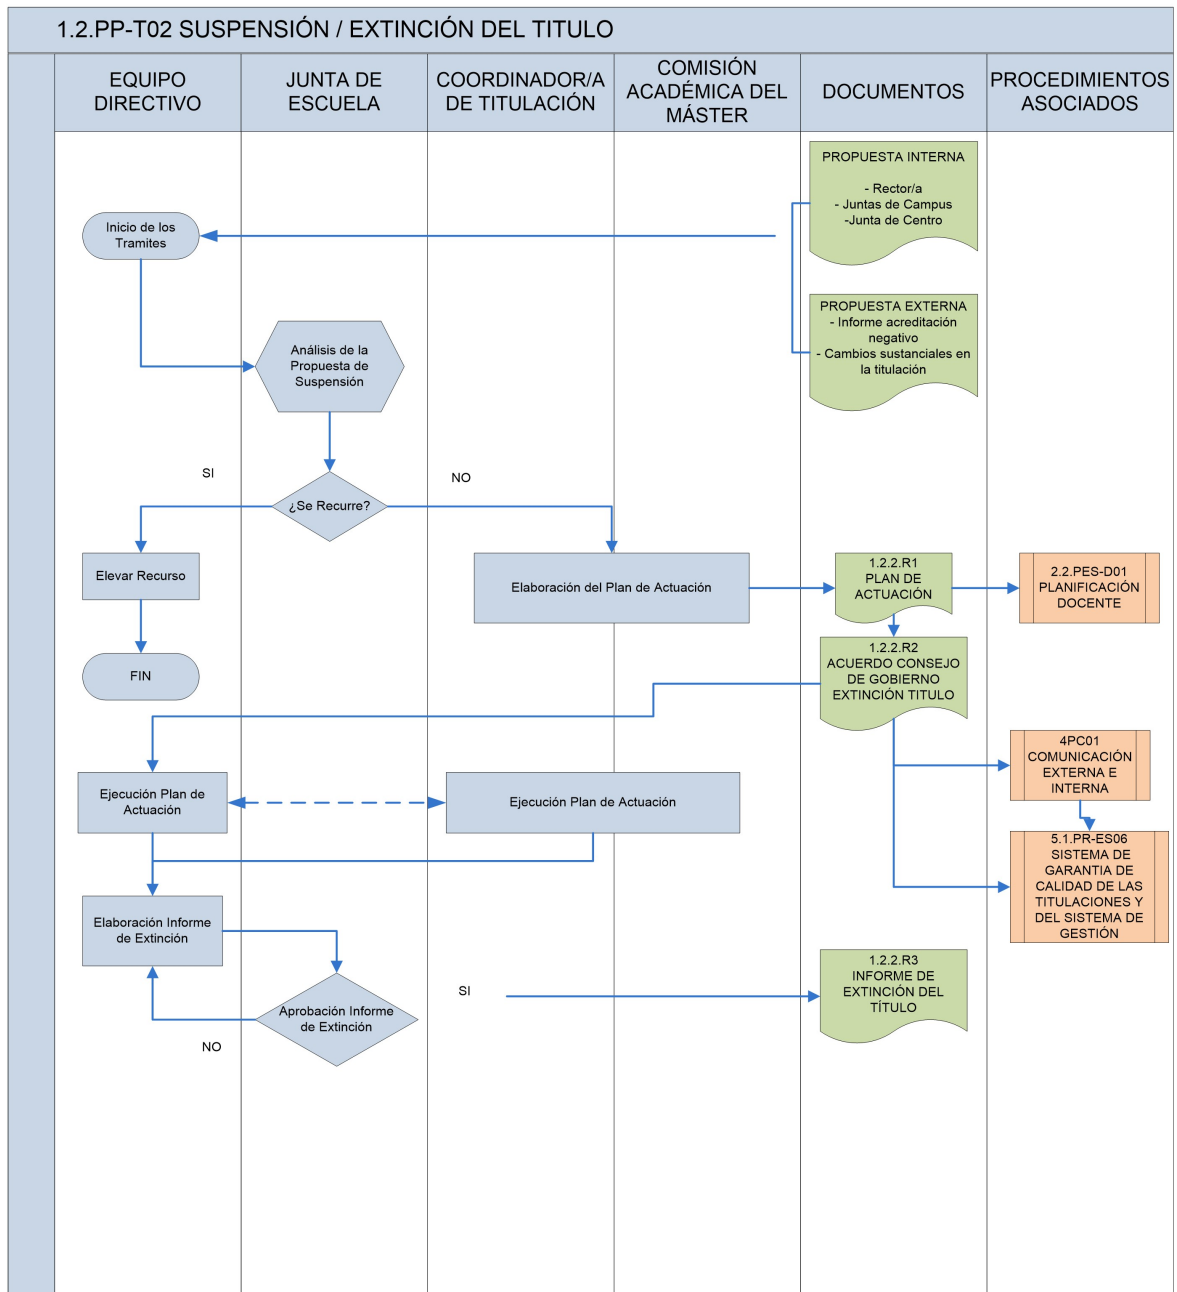 1.2.PP-T02 SUSPENSIÓN / EXTINCIÓN DEL TITULO
EQUIPO
DIRECTIVO
JUNTA DE
ESCUELA
COORDINADOR/A
DE TITULACIÓN
COMISIÓN
ACADÉMICA DEL
MÁSTER
DOCUMENTOS
PROCEDIMIENTOS
ASOCIADOS
PROPUESTA INTERNA
- Rector/a
- Juntas de Campus
-Junta de Centro
Inicio de los
Tramites
PROPUESTA EXTERNA
- Informe acreditación
negativo
- Cambios sustanciales en
la titulación
Análisis de la
Propuesta de
Suspensión
SI
NO
¿Se Recurre?
Elevar Recurso
Elaboración del Plan de Actuación
1.2.2.R1
PLAN DE
ACTUACIÓN
2.2.PES-D01
PLANIFICACIÓN
DOCENTE
FIN
1.2.2.R2
ACUERDO CONSEJO
DE GOBIERNO
EXTINCIÓN TITULO
4PC01
COMUNICACIÓN
EXTERNA E
INTERNA
Ejecución Plan de
Actuación
Ejecución Plan de Actuación
5.1.PR-ES06
SISTEMA DE
GARANTIA DE
CALIDAD DE LAS
TITULACIONES Y
DEL SISTEMA DE
GESTIÓN
Elaboración Informe
de Extinción
Aprobación Informe
de Extinción
SI
NO
1.2.2.R3
INFORME DE
EXTINCIÓN DEL
TÍTULO